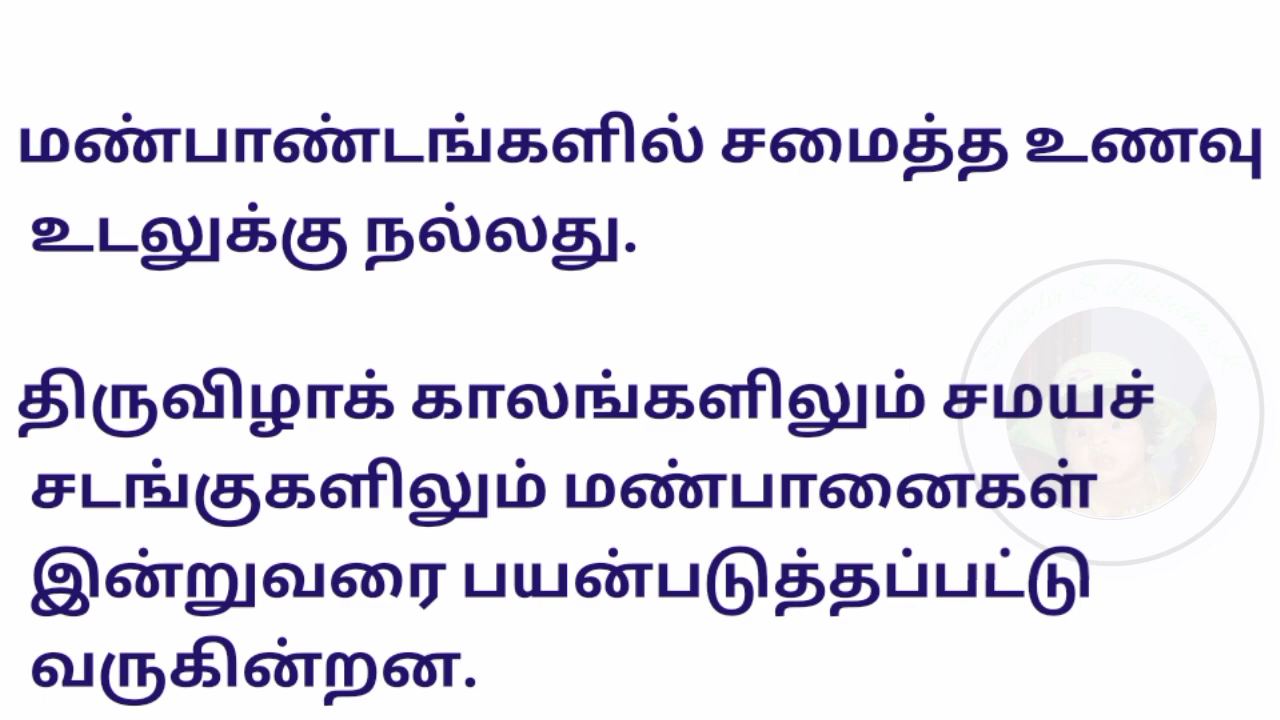 மண்பாண்டங்களில் சமைத்த உணவு
உடலுக்கு நல்லது.
திருவிழாக் காலங்களிலும் சமயச்
சடங்குகளிலும் மண்பானைகள்
இன்றுவரை பயன்படுத்தப்பட்டு
வருகின்றன.